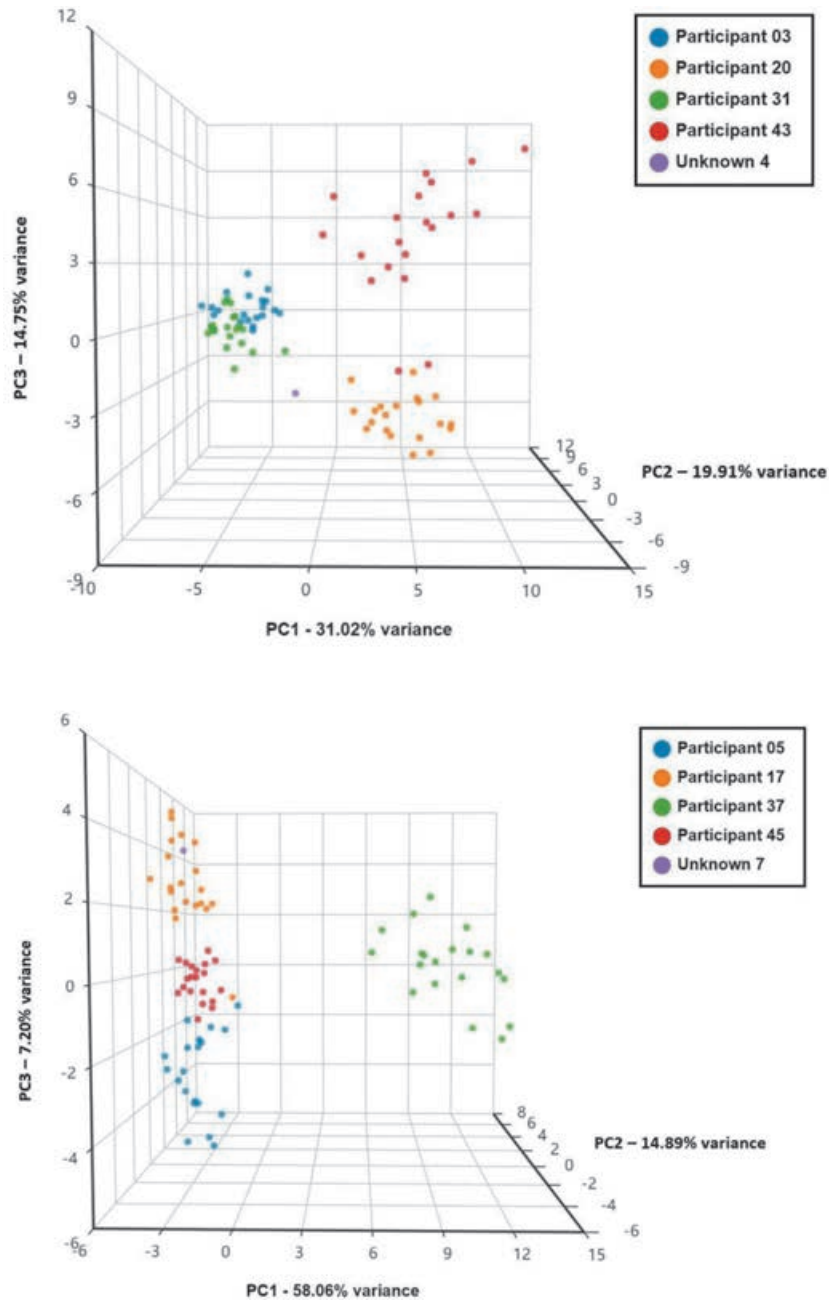 12
9
6
3
0
-3
-6
-9
PC3 – 14.75% variance
-10
-5
0
5
10
15
PC1 - 31.02% variance
12
9
6
3
0
-3
-6
-9
PC2 – 19.91% variance
Participant 03
Participant 20
Participant 31
Participant 43
Unknown 4
6
4
2
0
-2
-4
-6
PC3 – 7.20% variance
-6
-3
0
3
6
9
12
15
PC1 - 58.06% variance
8
6
4
2
0
-2
-4
-6
PC2 – 14.89% variance
Participant 05
Participant 17
Participant 37
Participant 45
Unknown 7